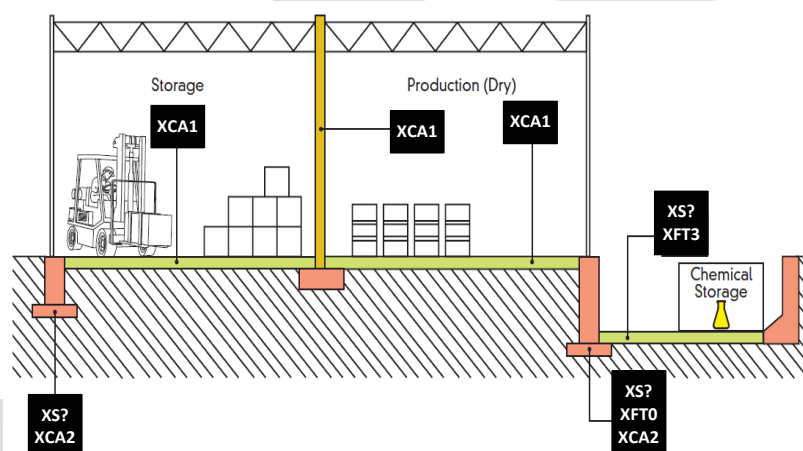 Storage
Production (Dry)
XCA1
XCA1
XCA1
XS?
XFT3
Chemical
Storage
XS?
XCA2
XS?
XFT0
XCA2